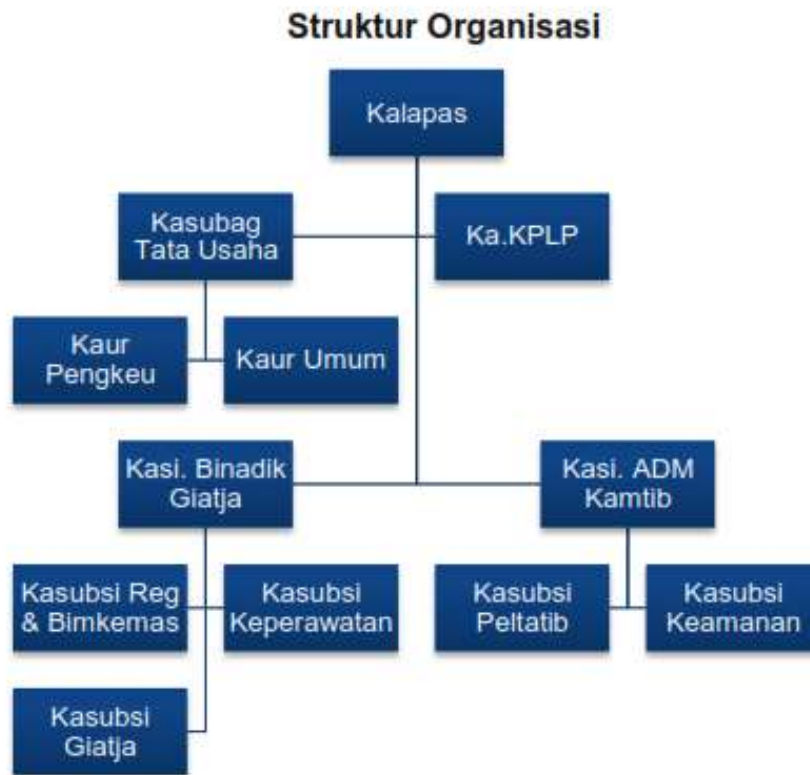 Struktur Organisasi
Kalapas
Kasubag
Tata Usaha
Ka.KPLP
Kaur
Pengkeu
Kaur Umum
Kasi. Binadik
Giatja
Kasi. ADM
Kamtib
Kasubsi Reg
& Bimkemas
Kasubsi
Keperawatan
Kasubsi
Peltatib
Kasubsi
Keamanan
Kasubsi
Giatja